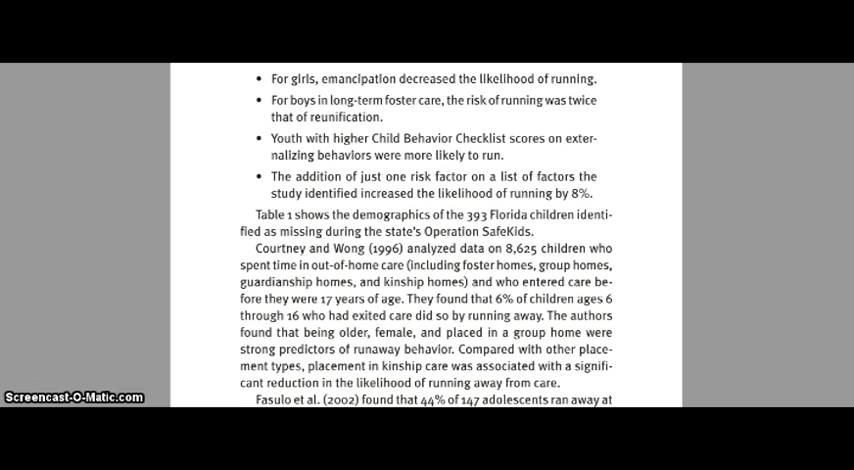 • For girls, emancipation decreased the likelihood of running.
• For boys in long-term foster care, the risk of running was twice
that of reunification.
• Youth with higher Child Behavior Checklist scores on exter-
nalizing behaviors were more likely to run.
• The addition of just one risk factor on a list of factors the
study identified increased the likelihood of running by 8%.
Table 1 shows the demographics of the 393 Florida children identi-
fied as missing during the state's Operation SafeKids.
Courtney and Wong (1996) analyzed data on 8,625 children who
spent time in out-of-home care (including foster homes, group homes,
guardianship homes, and kinship homes) and who entered care be-
fore they were 17 years of age. They found that 6% of children ages 6
through 16 who had exited care did so by running away. The authors
found that being older, female, and placed in a group home were
strong predictors of runaway behavior. Compared with other place-
ment types, placement in kinship care was associated with a signifi-
cant reduction in the likelihood of running away from care.
Fasulo et al. (2002) found that 44% of 147 adolescents ran away at
Screencast-O-Matic.com